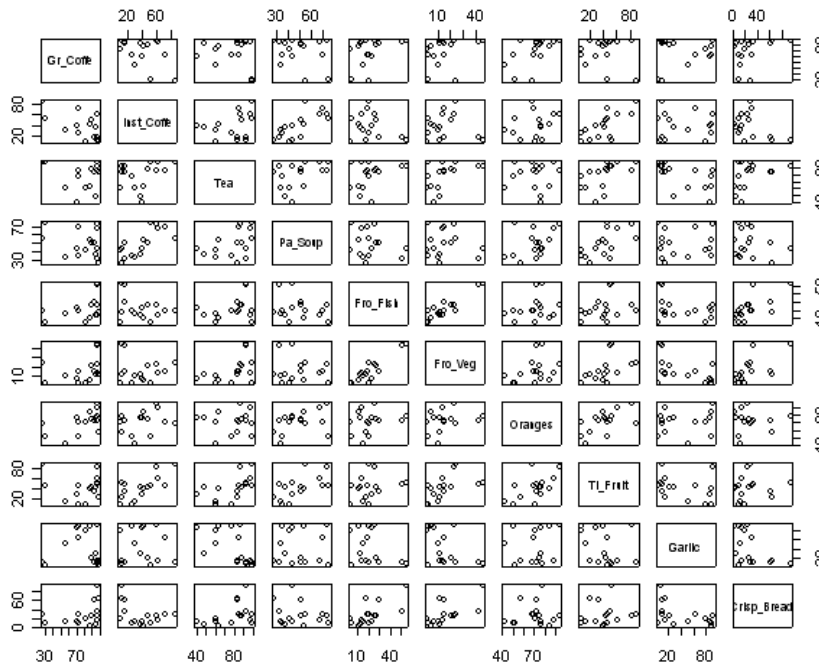 20 60 30 60 10 40 20 80 0 40
Gr_Coffe
20 80 Inst_Coffe
Tea
30 70 Pa_Soup
Fro_Fish
10 Fro_Veg
Oranges
20 80 Ti_Fruit
Garlic
0 60 Crisp_Bread
30 70 40 80 10 40 40 70 20 80